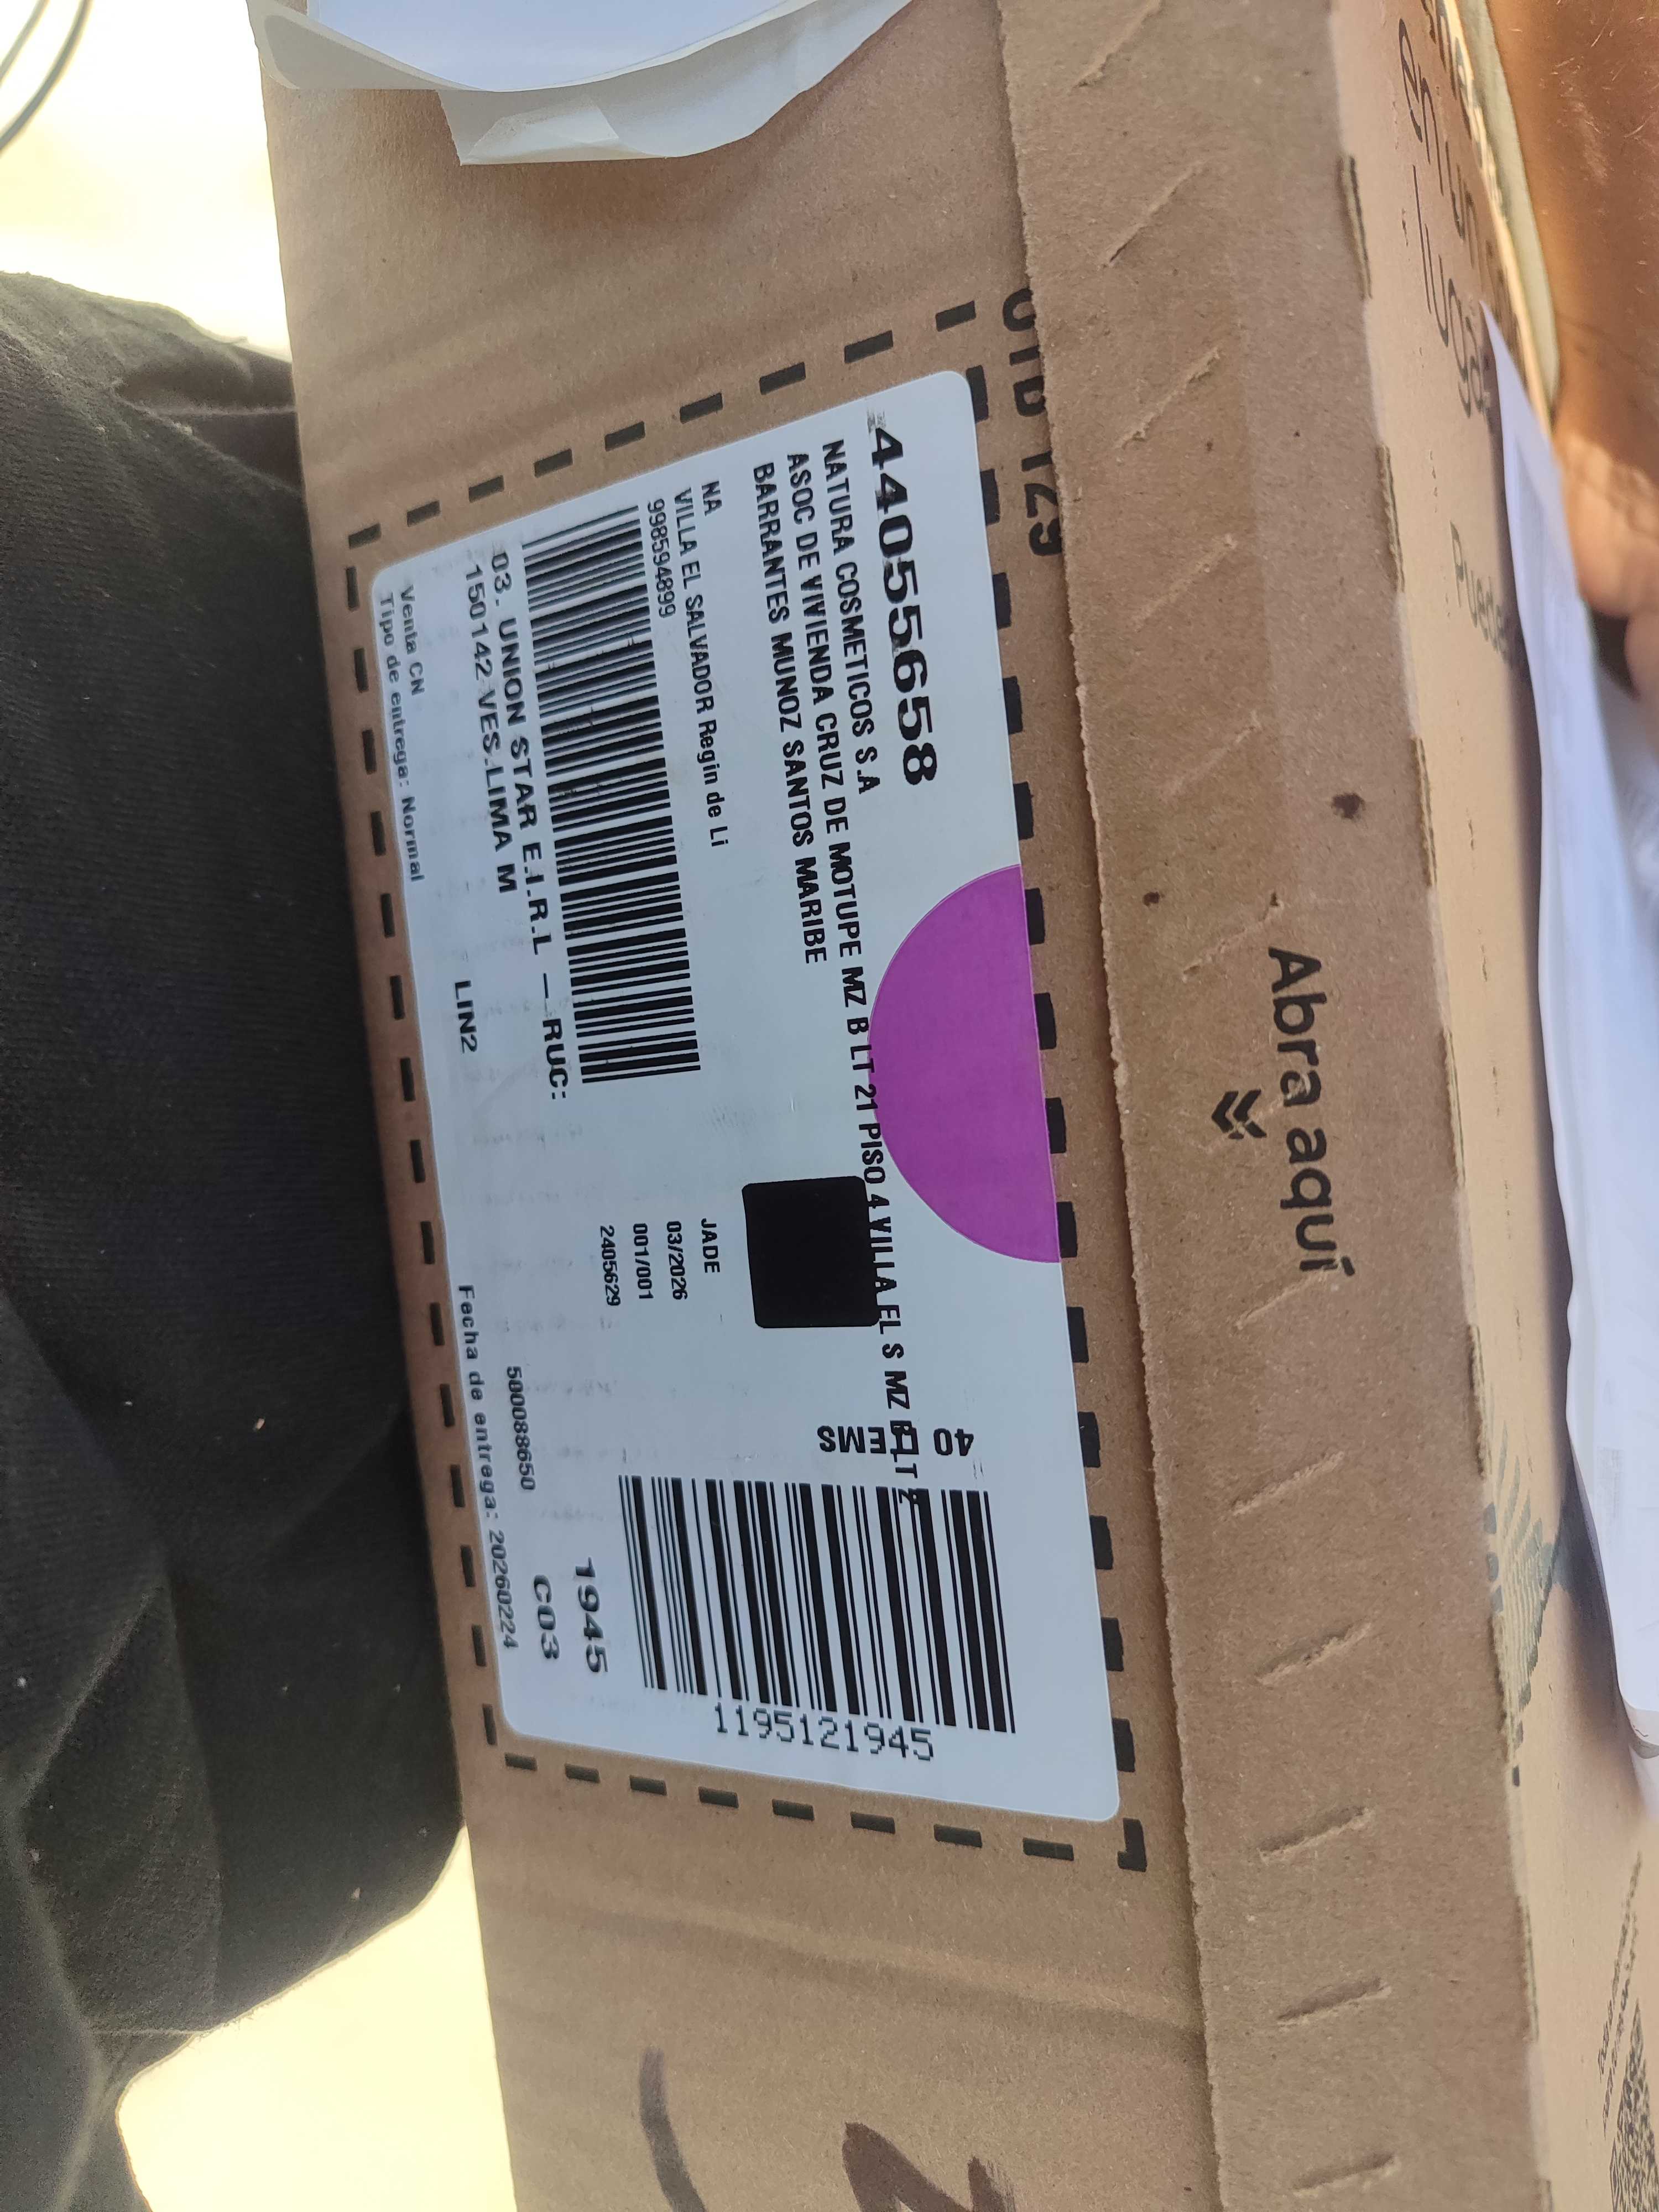 440555658
NATURA COSMETICOS S.A
ASOC DE VIVIENDA CRUZ DE MOTUPE MZ B LT 21 PISO 4 VILLA EL S MZ B LT 2
BARRANTES MUNOZ SANTOS MARIBE
40
NA
VILLA EL SALVADOR Regin de Li
998594899
JADE
03/2026
001/001
2405629
03. UNION STAR E.I.R.L -- RUC:
150142-VES-LIMA M
LIN2
500088650
1945
C03
1195121945
Venta CN
Tipo de entrega: Normal
Fecha de entrega: 20260224
Abra aquí
en un